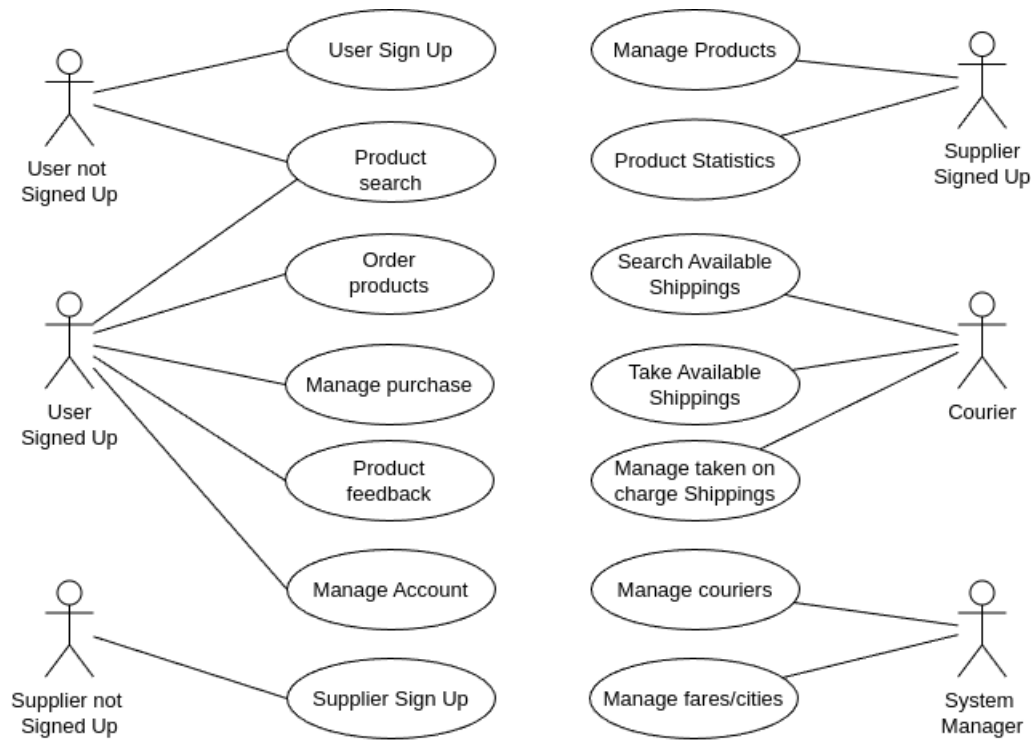 User Sign Up
Manage Products
User not
Signed Up
Product
search
Product Statistics
Supplier
Signed Up
Order
products
Search Available
Shippings
User
Signed Up
Manage purchase
Take Available
Shippings
Courier
Product
feedback
Manage taken on
charge Shippings
Manage Account
Manage couriers
Supplier not
Signed Up
Supplier Sign Up
Manage fares/cities
System
Manager